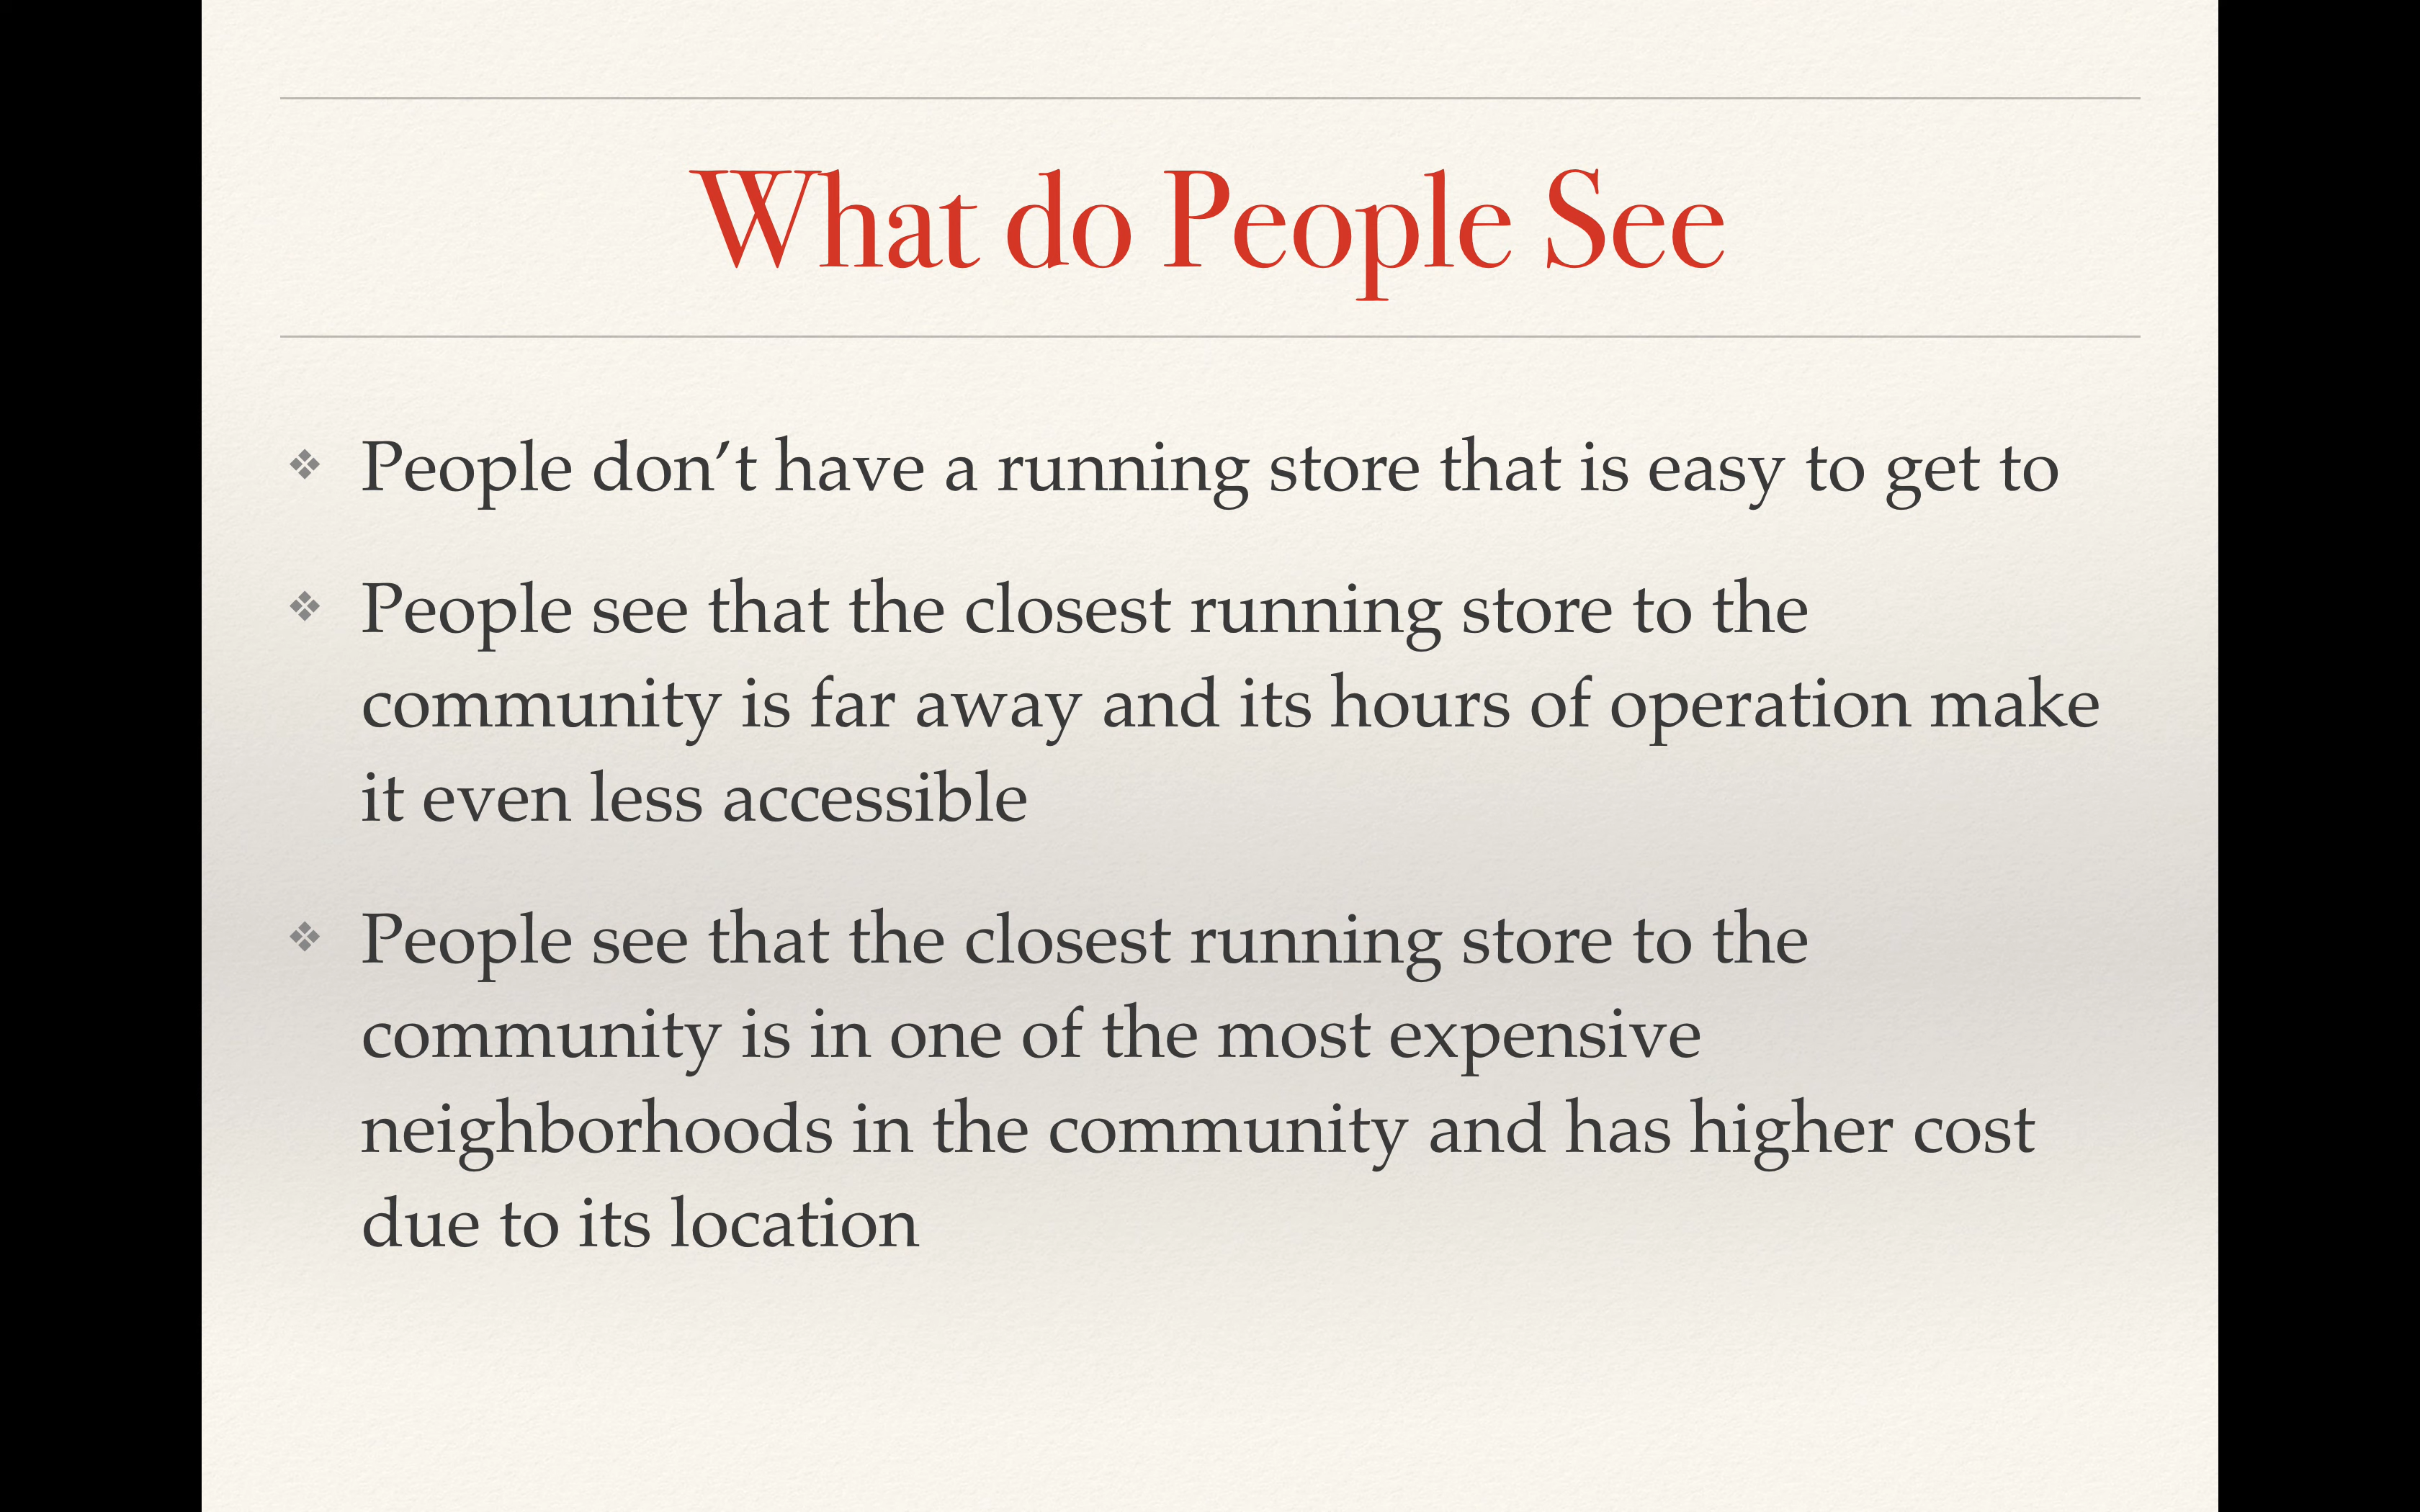 What do People See
People don’t have a running store that is easy to get to
People see that the closest running store to the
community is far away and its hours of operation make
it even less accessible
People see that the closest running store to the
community is in one of the most expensive
neighborhoods in the community and has higher cost
due to its location